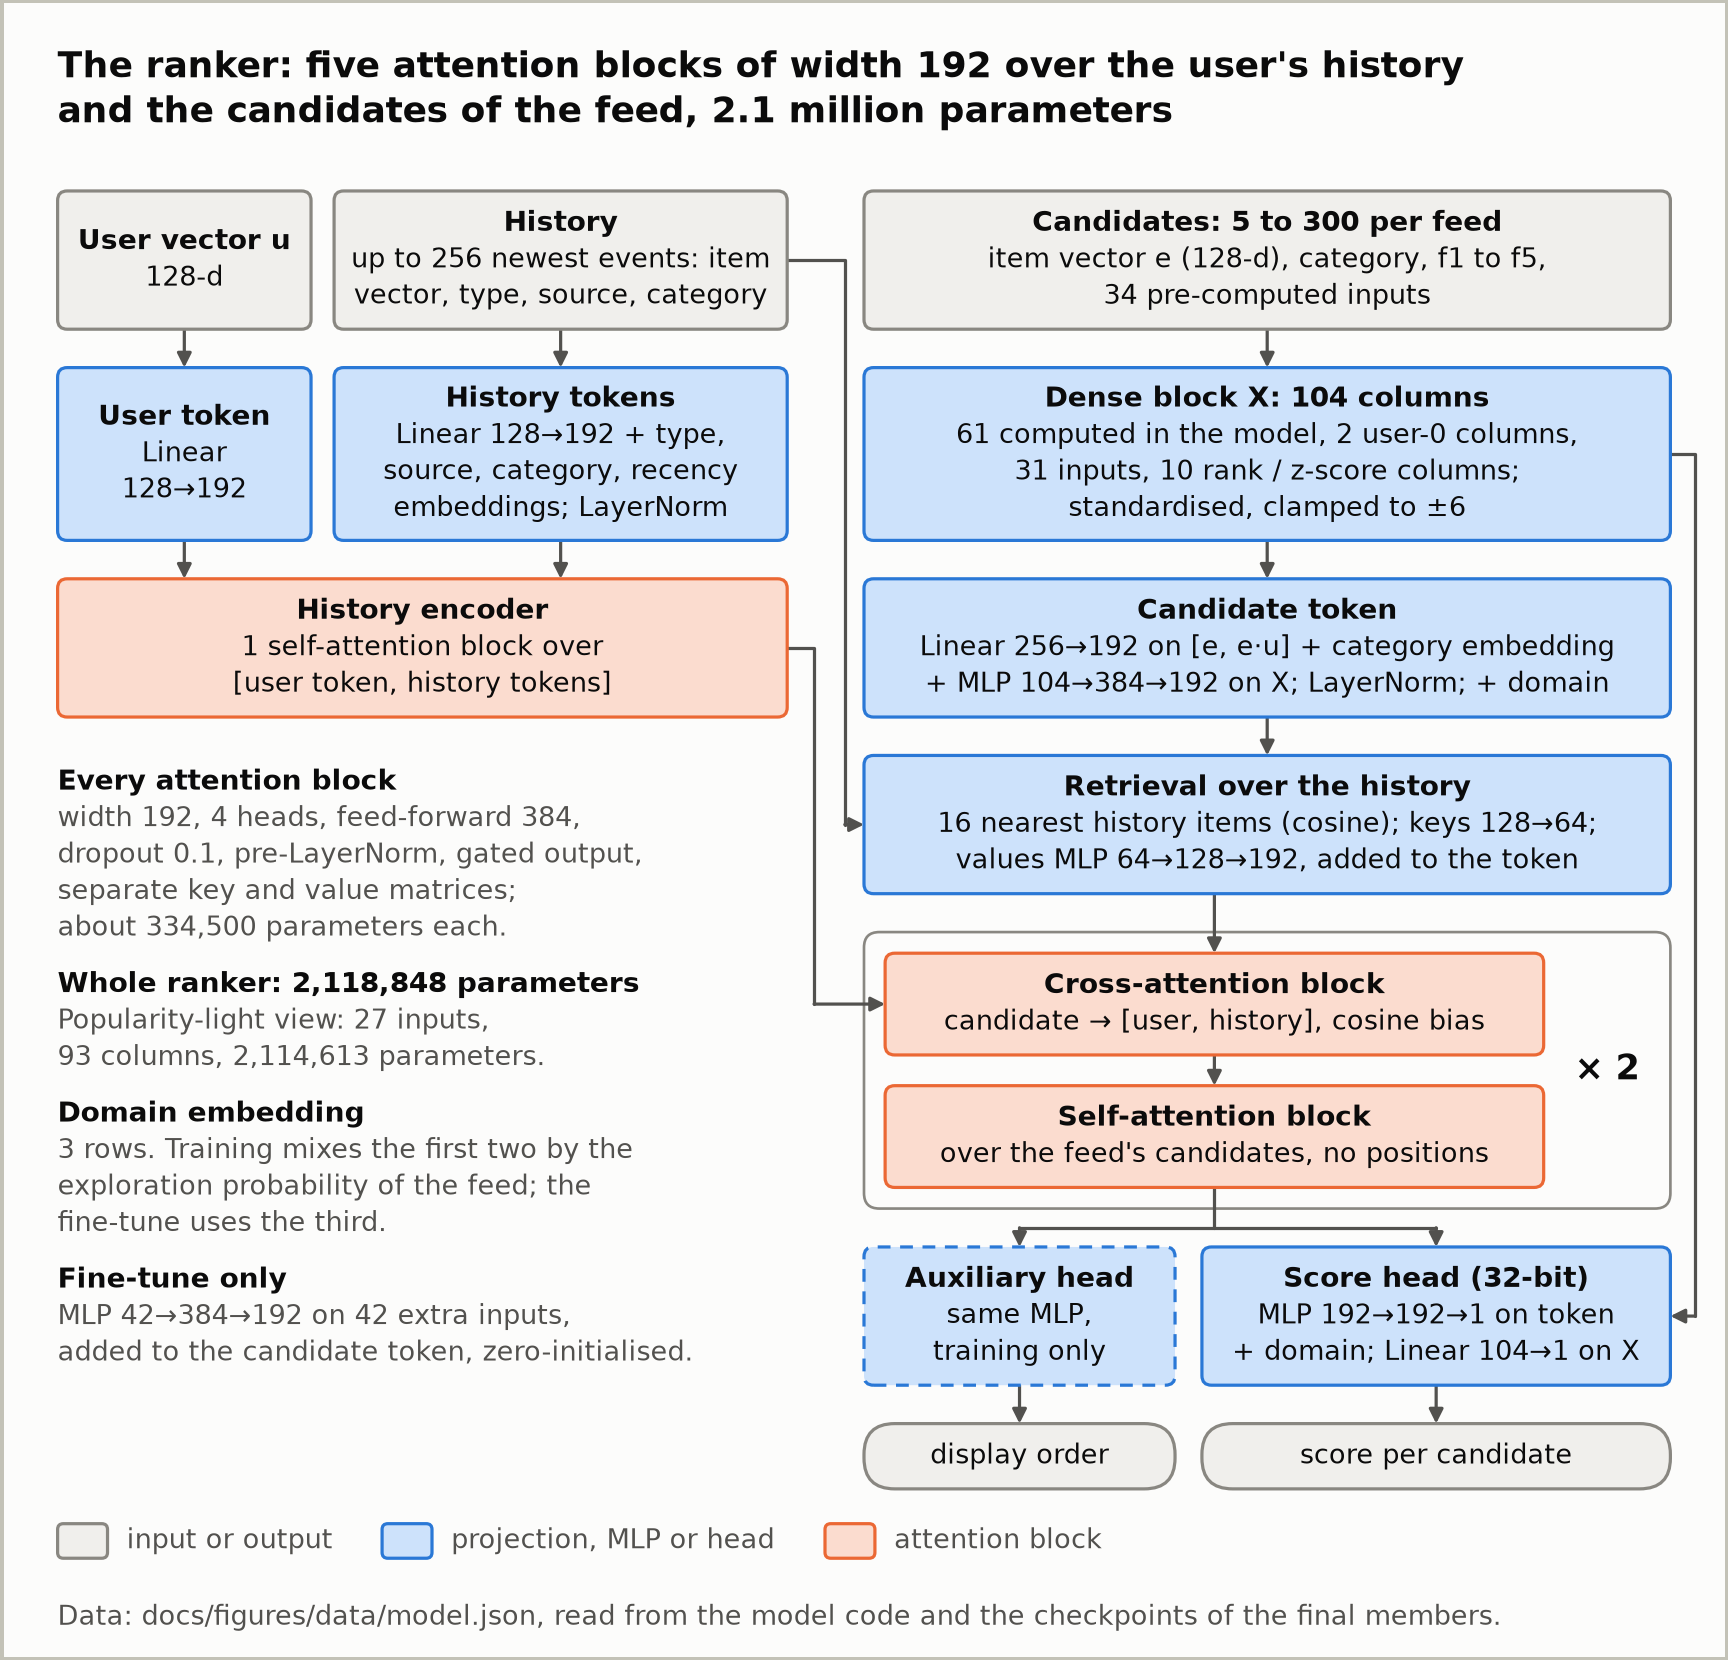 The ranker: five attention blocks of width 192 over the user's history
and the candidates of the feed, 2.1 million parameters
User vector u
128-d
History
up to 256 newest events: item
vector, type, source, category
Candidates: 5 to 300 per feed
item vector e (128-d), category, f1 to f5,
34 pre-computed inputs
User token
Linear
128→192
History tokens
Linear 128→192 + type,
source, category, recency
embeddings; LayerNorm
Dense block X: 104 columns
61 computed in the model, 2 user-0 columns,
31 inputs, 10 rank / z-score columns;
standardised, clamped to ±6
History encoder
1 self-attention block over
[user token, history tokens]
Candidate token
Linear 256→192 on [e, e·u] + category embedding
+ MLP 104→384→192 on X; LayerNorm; + domain
Retrieval over the history
16 nearest history items (cosine); keys 128→64;
values MLP 64→128→192, added to the token
Every attention block
width 192, 4 heads, feed-forward 384,
dropout 0.1, pre-LayerNorm, gated output,
separate key and value matrices;
about 334,500 parameters each.
Whole ranker: 2,118,848 parameters
Popularity-light view: 27 inputs,
93 columns, 2,114,613 parameters.
Domain embedding
3 rows. Training mixes the first two by the
exploration probability of the feed; the
fine-tune uses the third.
Fine-tune only
MLP 42→384→192 on 42 extra inputs,
added to the candidate token, zero-initialised.
Cross-attention block
candidate → [user, history], cosine bias
× 2
Self-attention block
over the feed's candidates, no positions
Auxiliary head
same MLP,
training only
Score head (32-bit)
MLP 192→192→1 on token
+ domain; Linear 104→1 on X
display order
score per candidate
input or output
projection, MLP or head
attention block
Data: docs/figures/data/model.json, read from the model code and the checkpoints of the final members.